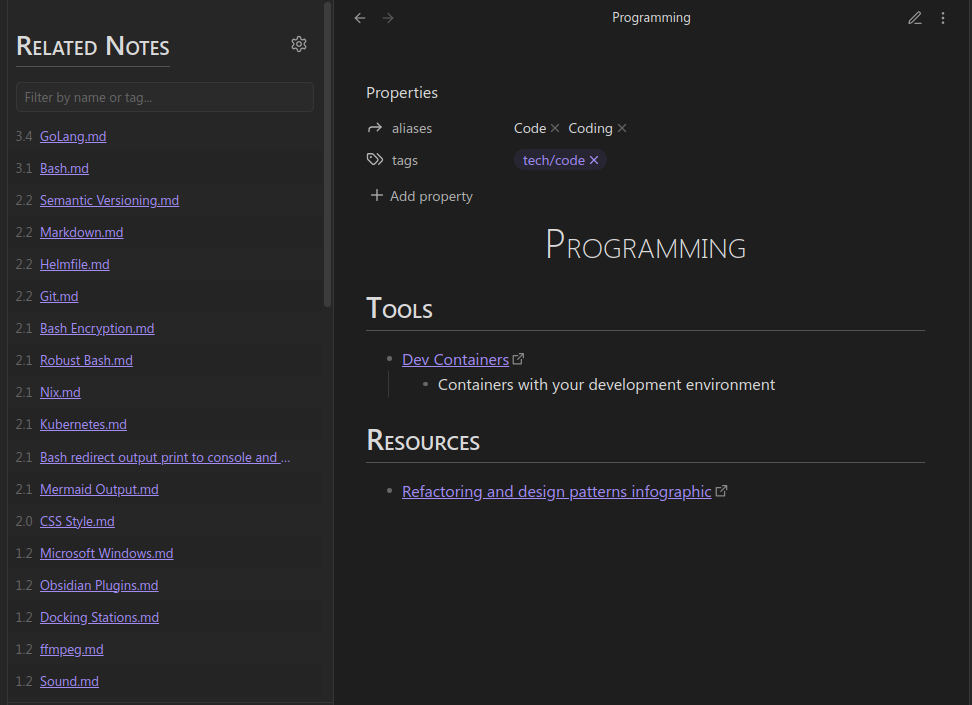 Related Notes
Filter by name or tag...
3.4 GoLang.md
3.1 Bash.md
2.2 Semantic Versioning.md
2.2 Markdown.md
2.2 Helmfile.md
2.2 Git.md
2.1 Bash Encryption.md
2.1 Robust Bash.md
2.1 Nix.md
2.1 Kubernetes.md
2.1 Bash redirect output print to console and ...
2.1 Mermaid Output.md
2.0 CSS Style.md
1.2 Microsoft Windows.md
1.2 Obsidian Plugins.md
1.2 Docking Stations.md
1.2 ffmpeg.md
1.2 Sound.md
Programming
Properties
aliases Code Coding
tags tech/code
Add property
Programming
Tools
Dev Containers
Containers with your development environment
Resources
Refactoring and design patterns infographic